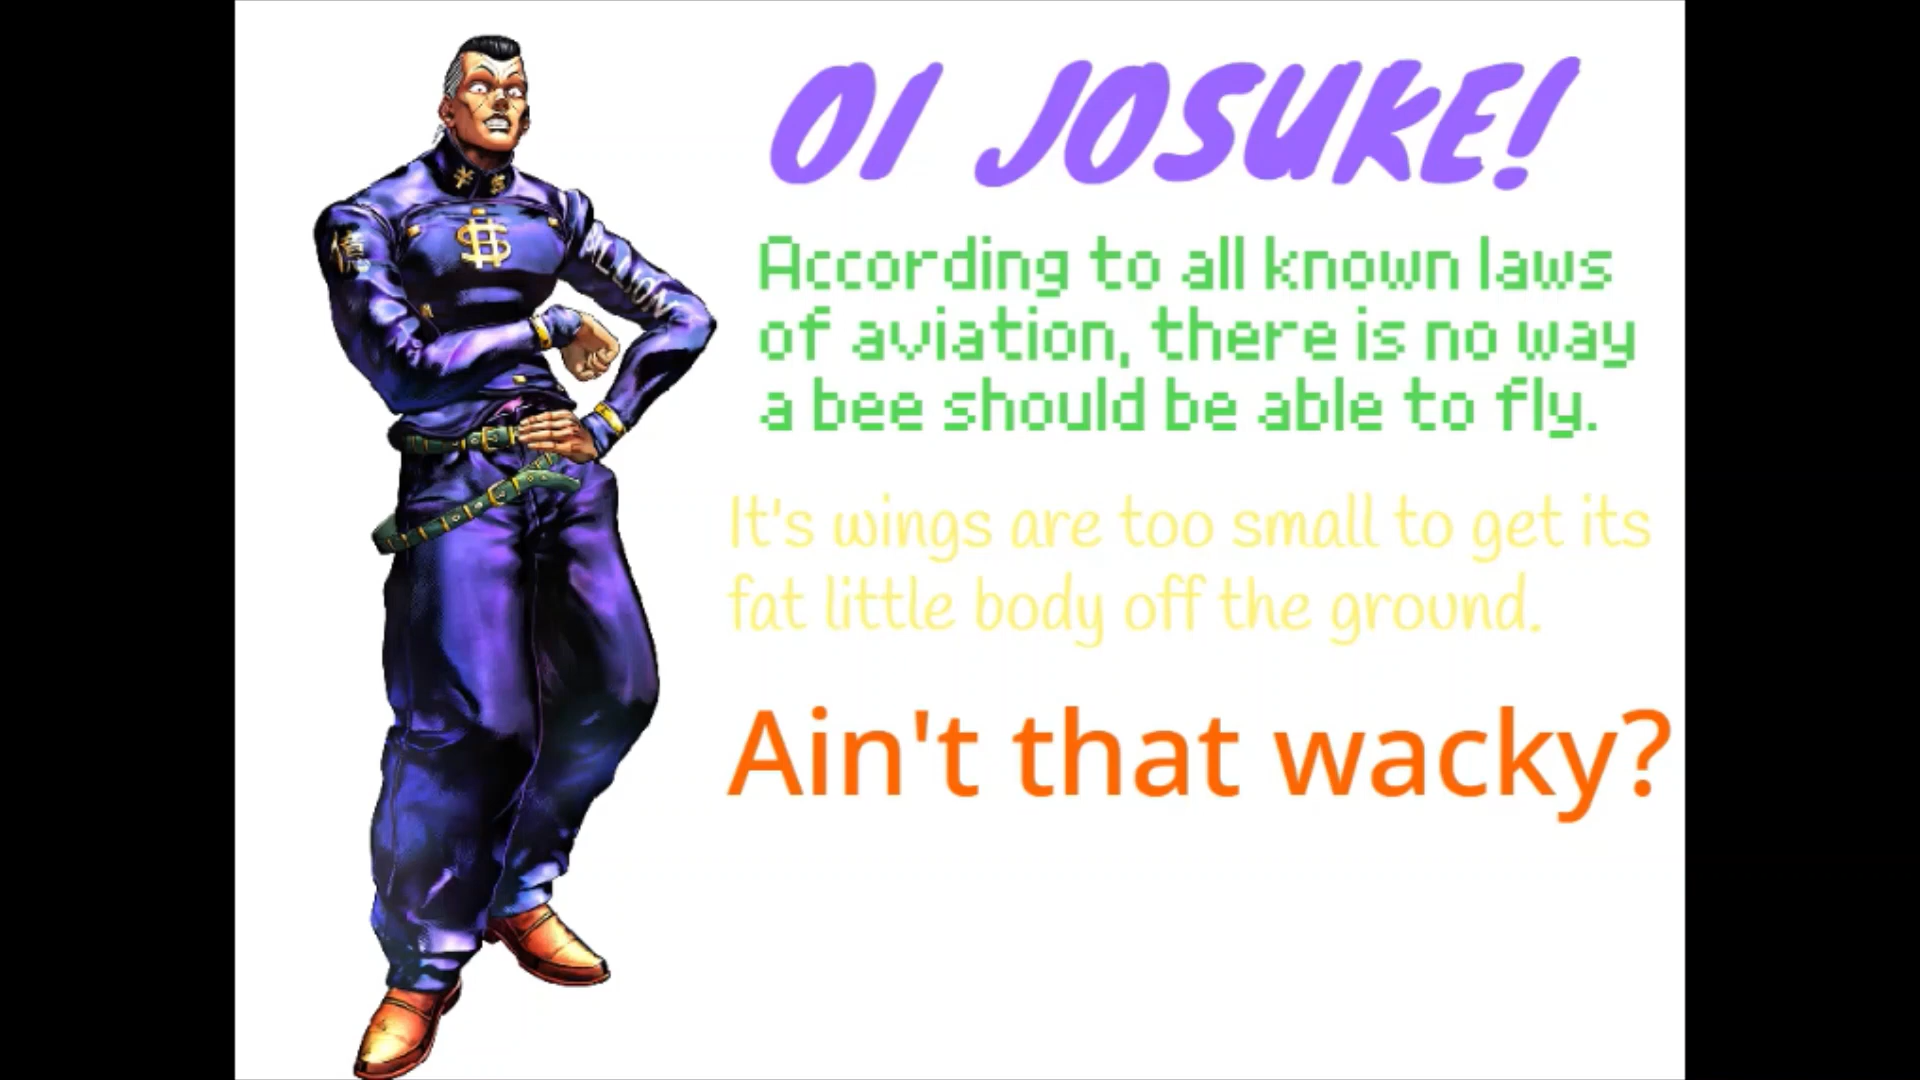 OI JOSUKE!
According to all known laws
of aviation, there is no way
a bee should be able to fly.
It's wings are too small to get its
fat little body off the ground.
Ain't that wacky?
BILLION